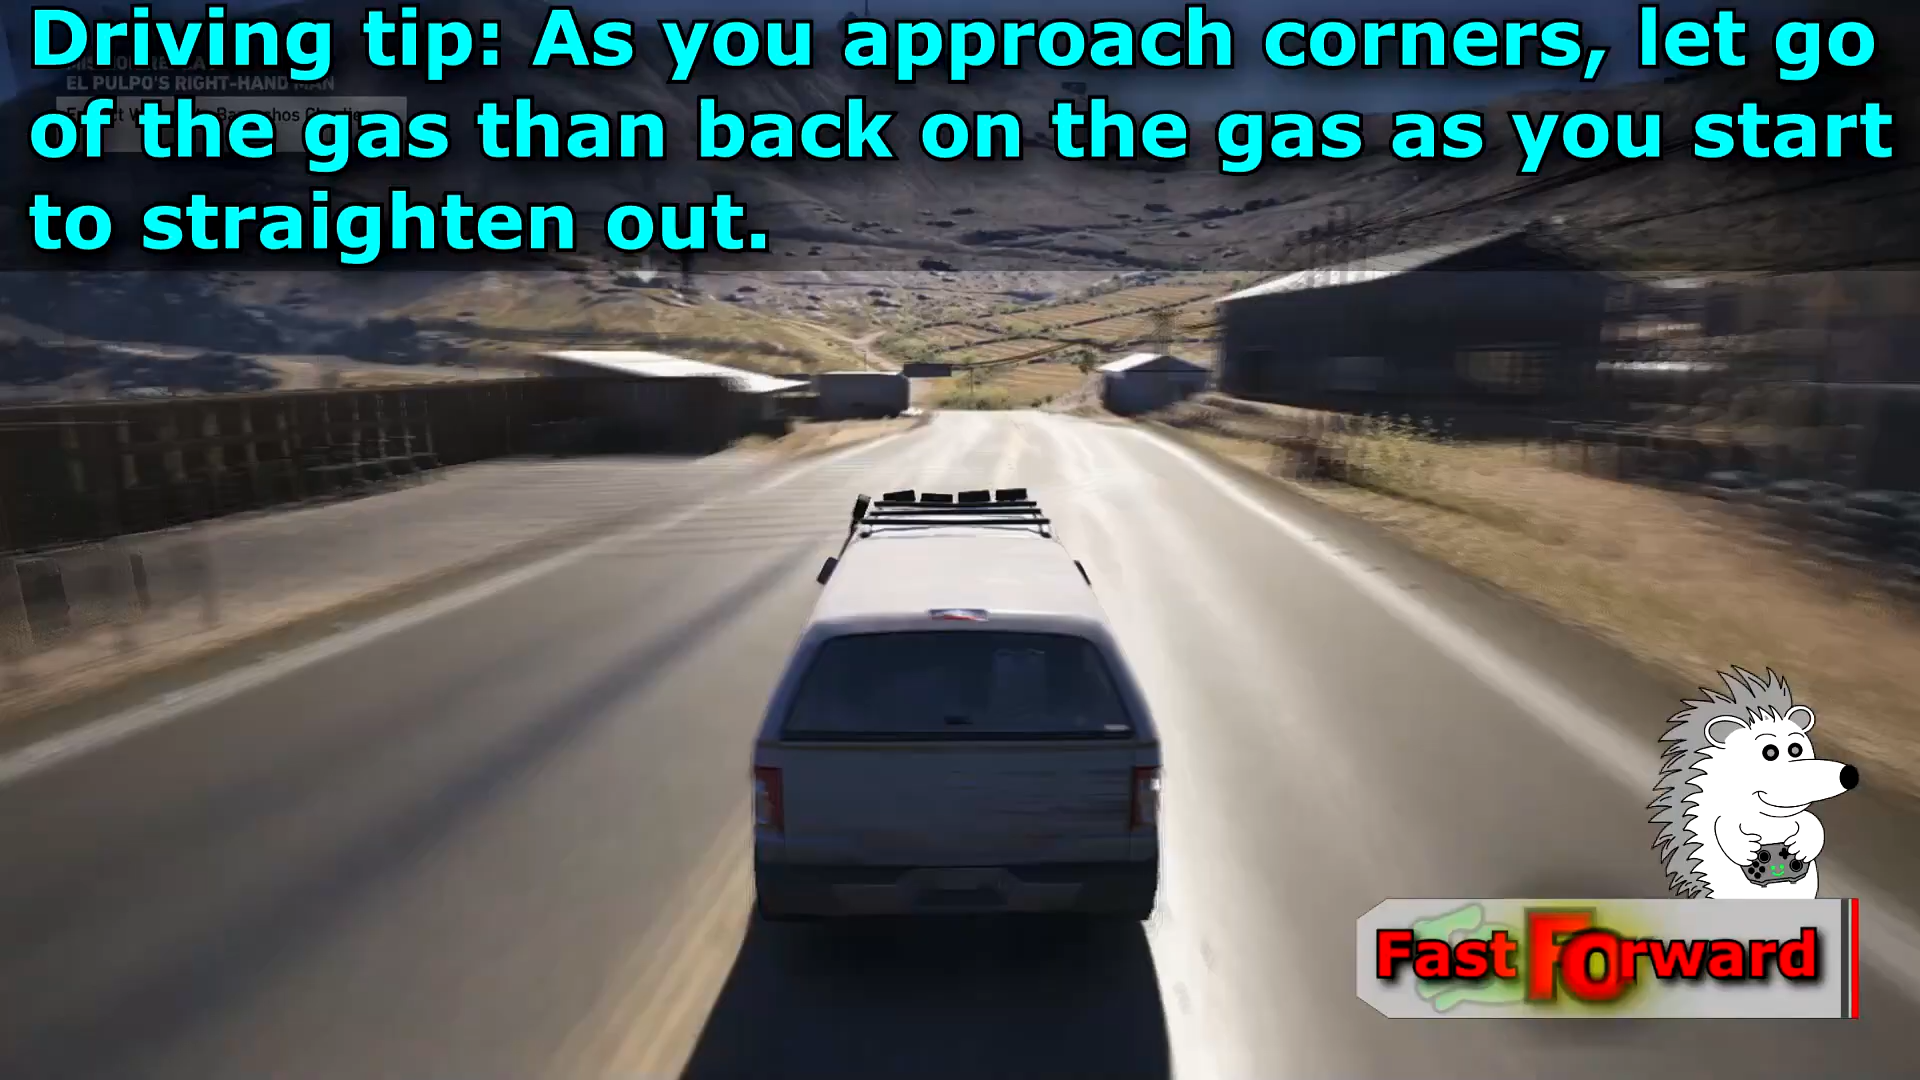 Driving tip: As you approach corners, let go
of the gas than back on the gas as you start
to straighten out.
EL PULPO'S RIGHT-HAND MAN
Fast Forward